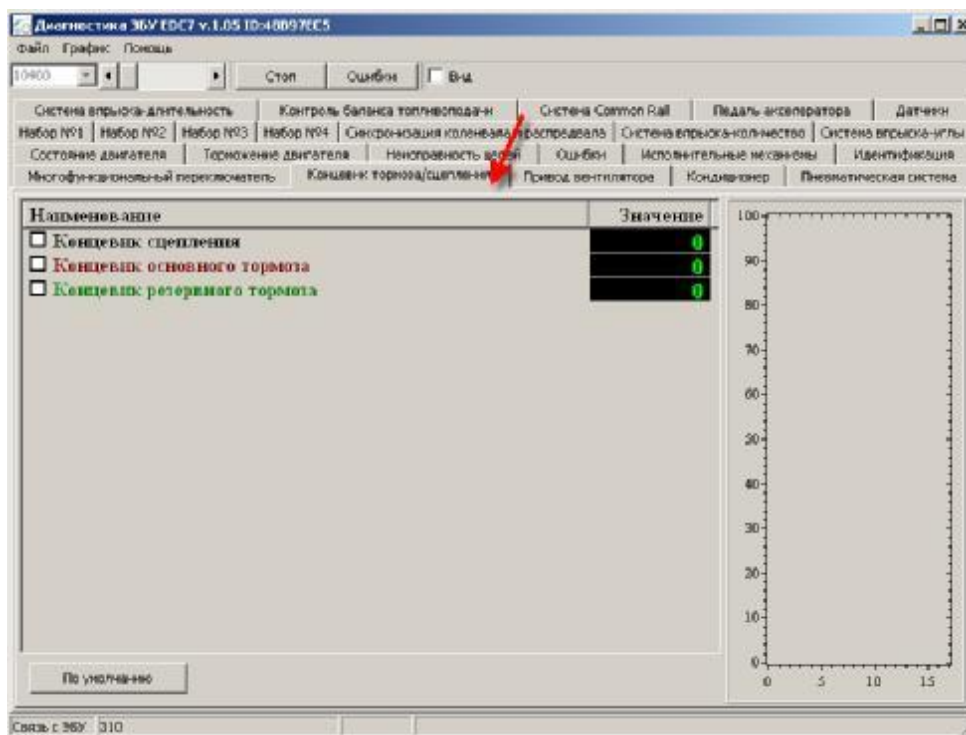 Диагностика ЭБУ EDC7 v.1.05 ID:48B97EC5
Файл График Помощь
10400 Стоп Ошибки Вид
Система впрыска-длительность Контроль баланса топливоподачи Система Common Rail Педаль акселератора Датчики
Набор №1 Набор №2 Набор №3 Набор №4 Синхронизация коленвала/распредвала Система впрыска-количество Система впрыска-углы
Состояние двигателя Торможение двигателя Неисправность цепей Ошибки Исполнительные механизмы Идентификация
Многофункциональный переключатель Концевик тормоза/сцепления Привод вентилятора Кондиционер Пневматическая система
Наименование Значение
Концевик сцепления 0
Концевик основного тормоза 0
Концевик резервного тормоза 0
100
90
80
70
60
50
40
30
20
10
0
0 5 10 15
По умолчанию
Связь с ЭБУ 310